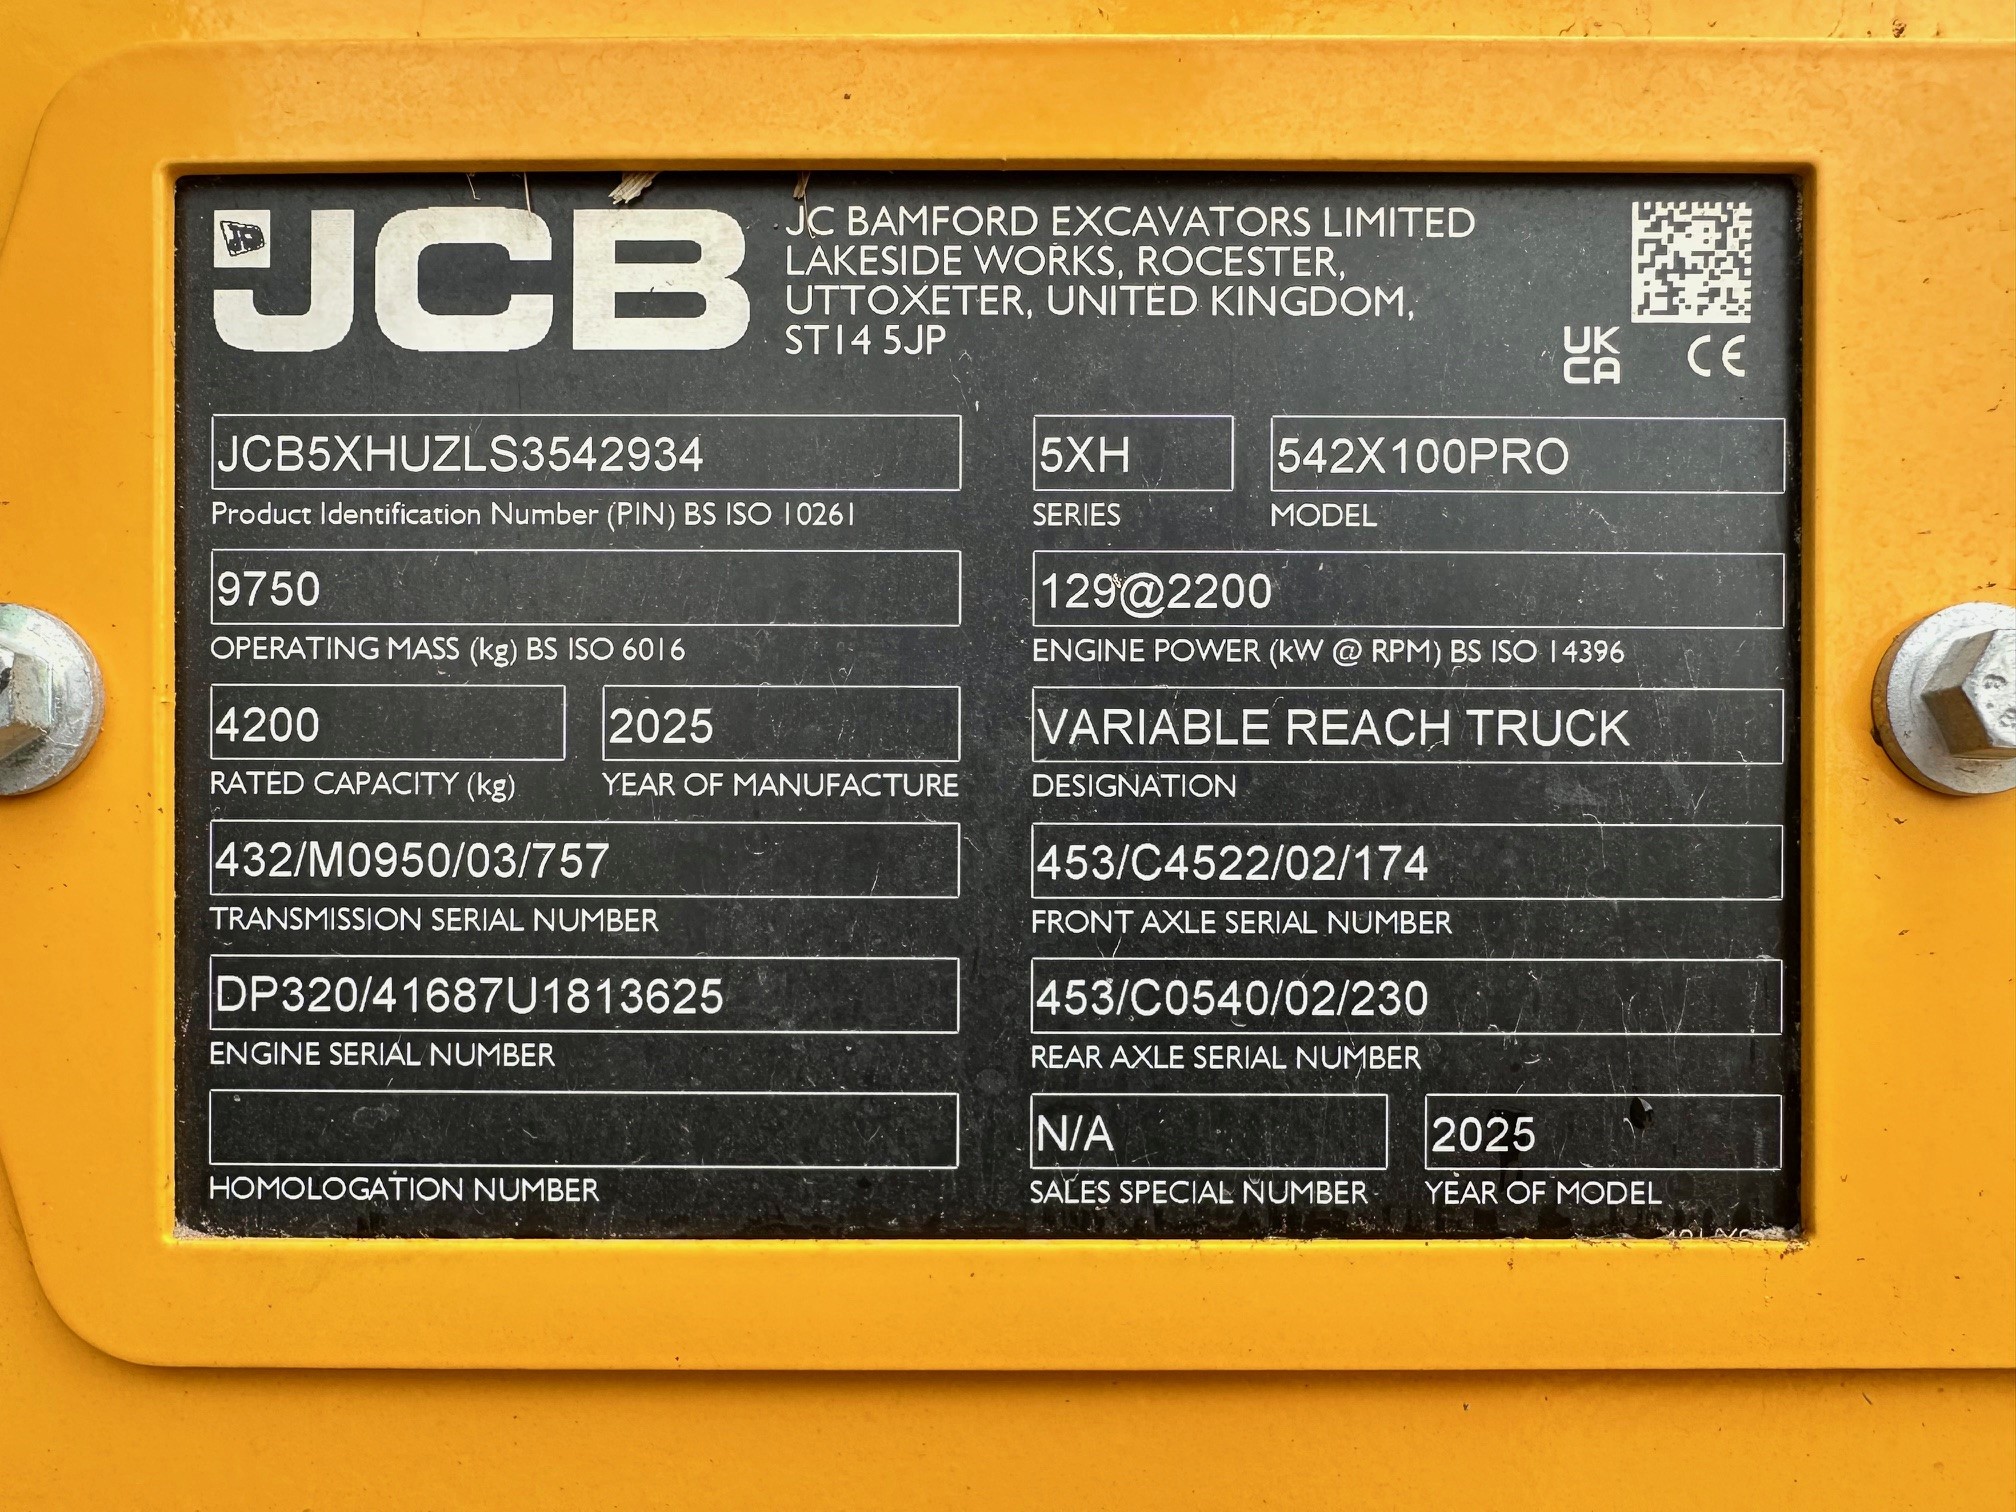 JCB
JC BAMFORD EXCAVATORS LIMITED
LAKESIDE WORKS, ROCESTER,
UTTOXETER, UNITED KINGDOM,
ST14 5JP
UK
CA
CE
JCB5XHUZLS3542934
Product Identification Number (PIN) BS ISO 10261
5XH
SERIES
542X100PRO
MODEL
9750
OPERATING MASS (kg) BS ISO 6016
129@2200
ENGINE POWER (kW @ RPM) BS ISO 14396
4200
RATED CAPACITY (kg)
2025
YEAR OF MANUFACTURE
VARIABLE REACH TRUCK
DESIGNATION
432/M0950/03/757
TRANSMISSION SERIAL NUMBER
453/C4522/02/174
FRONT AXLE SERIAL NUMBER
DP320/41687U1813625
ENGINE SERIAL NUMBER
453/C0540/02/230
REAR AXLE SERIAL NUMBER
HOMOLOGATION NUMBER
N/A
SALES SPECIAL NUMBER
2025
YEAR OF MODEL